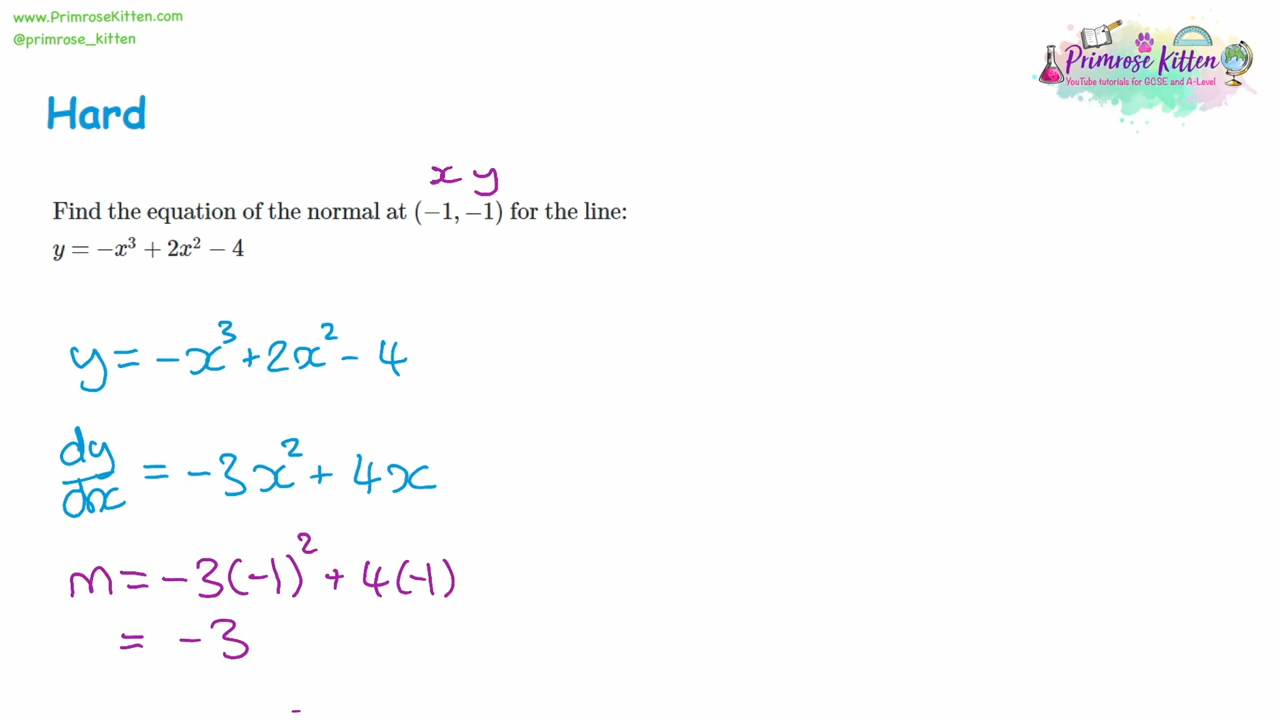 www.PrimroseKitten.com
@primrose_kitten
Primrose Kitten
YouTube tutorials for GCSE and A-Level
Hard
x y
Find the equation of the normal at (−1, −1) for the line:
y = −x³ + 2x² − 4
y = -x³ + 2x² - 4
dy/dx = -3x² + 4x
m = -3(-1)² + 4(-1)
= -3